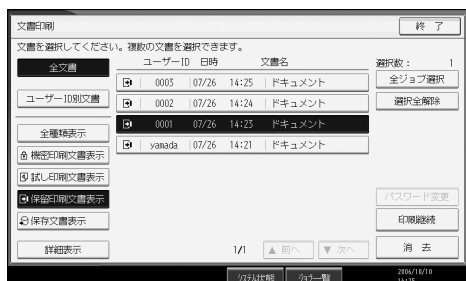 文書印刷
終 了
文書を選択してください。複数の文書を選択できます。
全文書
ユーザーID 日時 文書名
選択数： 1
0003 07/26 14:25 ドキュメント
全ジョブ選択
ユーザーID別文書
0002 07/26 14:24 ドキュメント
選択全解除
0001 07/26 14:23 ドキュメント
全種類表示
yamada 07/26 14:21 ドキュメント
機密印刷文書表示
試し印刷文書表示
保留印刷文書表示
パスワード変更
保存文書表示
印刷継続
詳細表示
1/1
▲ 前へ
▼ 次へ
消 去
システム状態
ジョブ一覧
2006/10/10
14:25